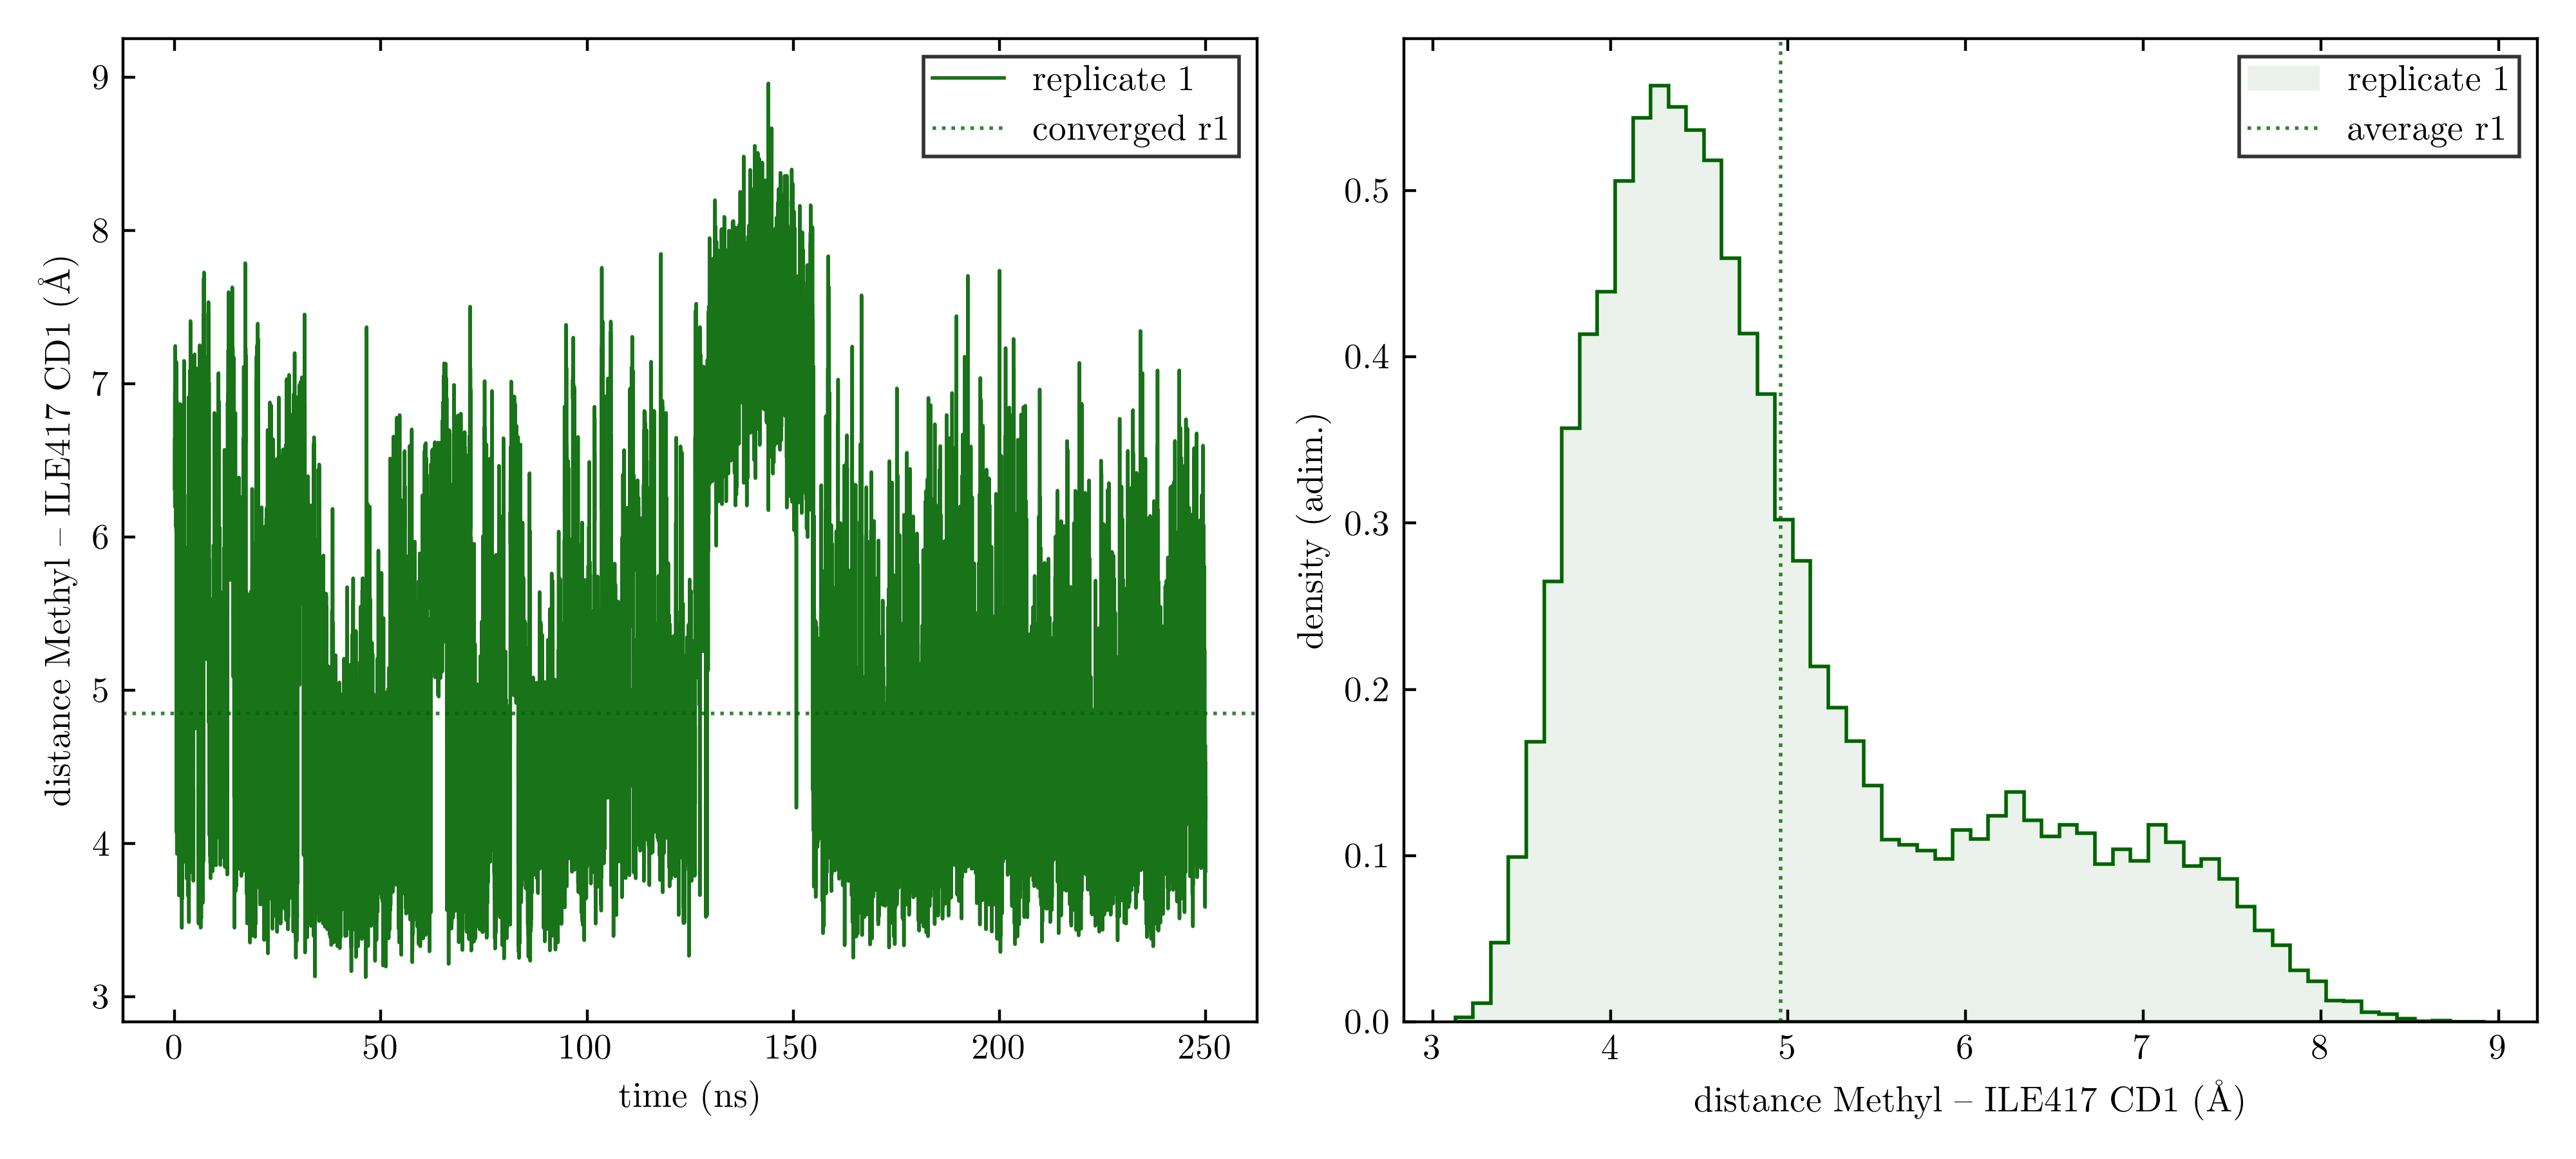 distance Methyl – ILE417 CD1 (Å)
9
8
7
6
5
4
3
0 50 100 150 200 250
time (ns)
replicate 1
converged r1
density (adim.)
0.5
0.4
0.3
0.2
0.1
0.0
3 4 5 6 7 8 9
distance Methyl – ILE417 CD1 (Å)
replicate 1
average r1